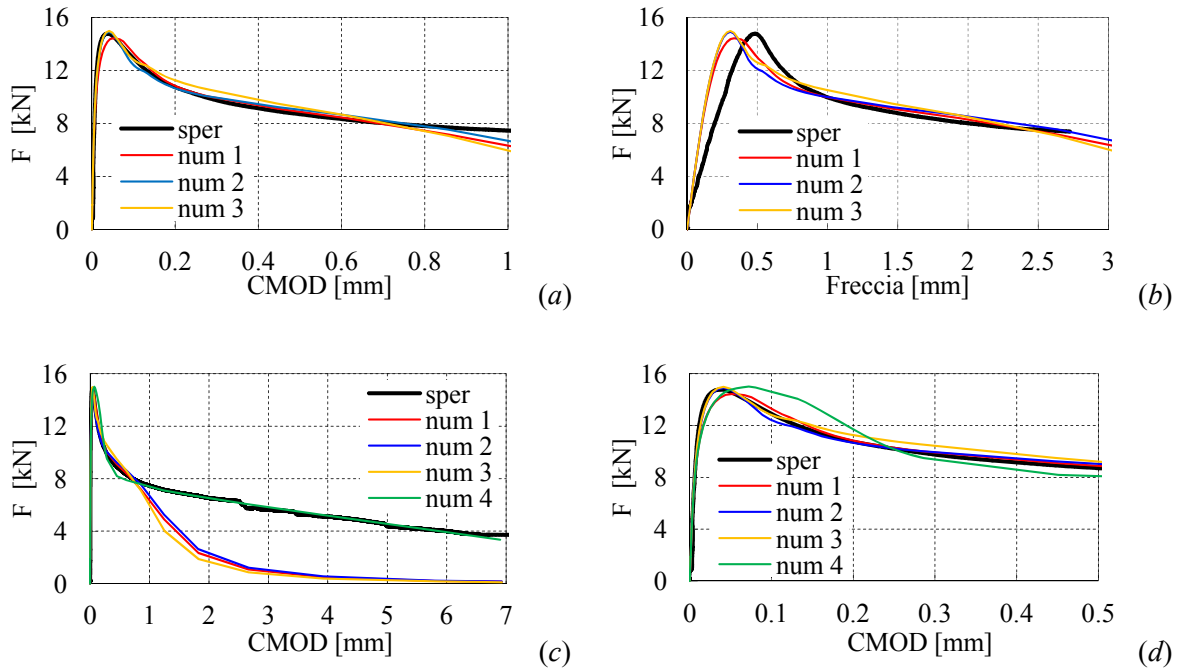 16
12
8
4
0
F [kN]
sper
num 1
num 2
num 3
0 0.2 0.4 0.6 0.8 1
CMOD [mm]
(a)
16
12
8
4
0
F [kN]
sper
num 1
num 2
num 3
0 0.5 1 1.5 2 2.5 3
Freccia [mm]
(b)
16
12
8
4
0
F [kN]
sper
num 1
num 2
num 3
num 4
0 1 2 3 4 5 6 7
CMOD [mm]
(c)
16
12
8
4
0
F [kN]
sper
num 1
num 2
num 3
num 4
0 0.1 0.2 0.3 0.4 0.5
CMOD [mm]
(d)